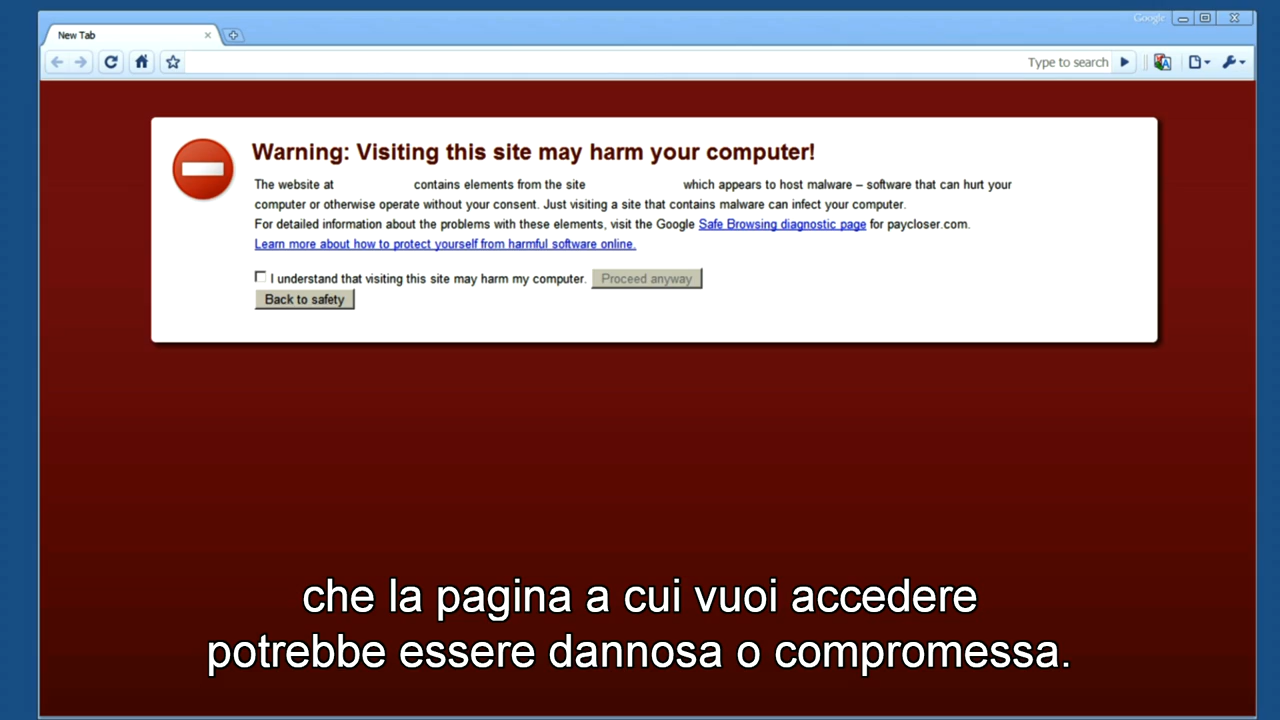 Google
New Tab
Type to search
Warning: Visiting this site may harm your computer!
The website at contains elements from the site which appears to host malware – software that can hurt your
computer or otherwise operate without your consent. Just visiting a site that contains malware can infect your computer.
For detailed information about the problems with these elements, visit the Google Safe Browsing diagnostic page for paycloser.com.
Learn more about how to protect yourself from harmful software online.
I understand that visiting this site may harm my computer. Proceed anyway
Back to safety
che la pagina a cui vuoi accedere
potrebbe essere dannosa o compromessa.